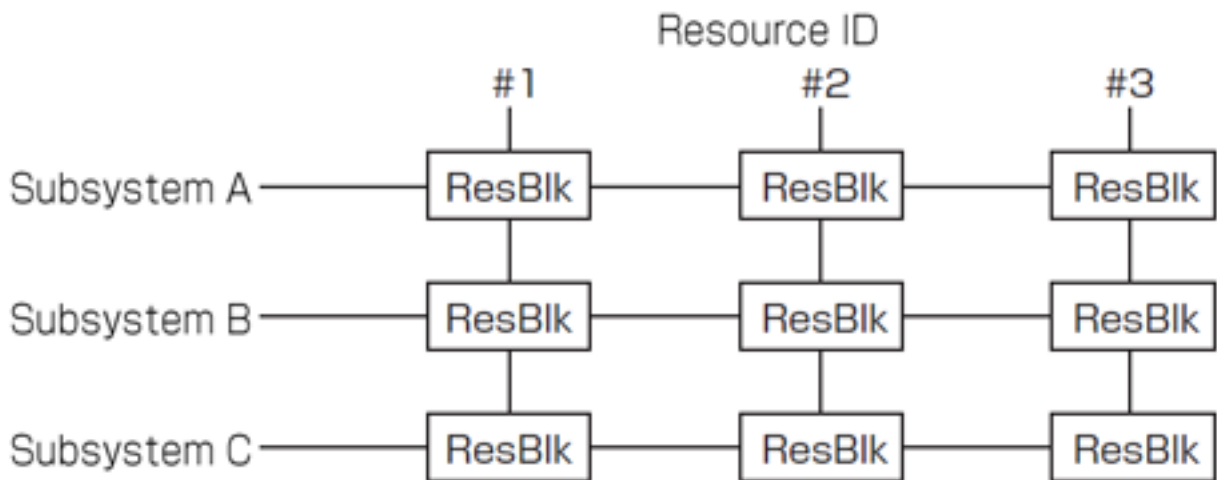 Resource ID
#1 #2 #3
Subsystem A ResBlk ResBlk ResBlk
Subsystem B ResBlk ResBlk ResBlk
Subsystem C ResBlk ResBlk ResBlk